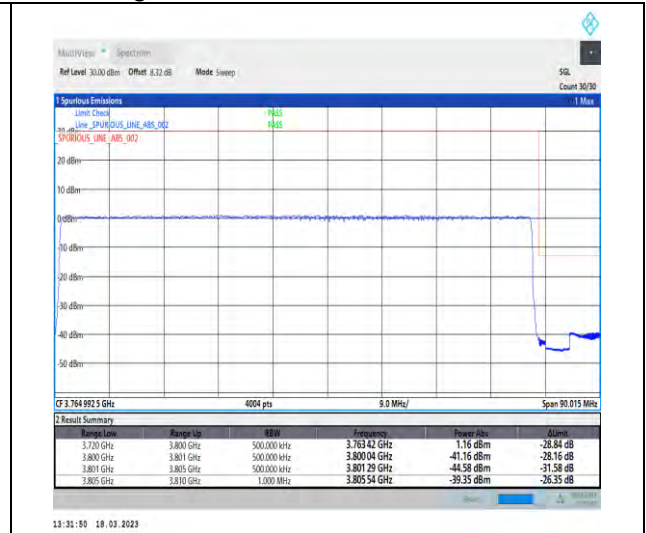 MultiView Spectrum
Ref Level 30.00 dBm Offset 8.32 dB Mode Sweep SGL
Count 30/30
1 Spurious Emissions 1 Max
Limit Check PASS
Line _SPURIOUS_LINE_ABS_002 PASS
SPURIOUS_LINE_ABS_002
20 dBm
10 dBm
0 dBm
-10 dBm
-20 dBm
-30 dBm
-40 dBm
-50 dBm
CF 3.764 992 5 GHz 4004 pts 9.0 MHz/ Span 90.015 MHz
2 Result Summary
Range Low Range Up RBW Frequency Power Abs ΔLimit
3.720 GHz 3.800 GHz 500.000 kHz 3.763 42 GHz 1.16 dBm -28.84 dB
3.800 GHz 3.801 GHz 500.000 kHz 3.800 04 GHz -41.16 dBm -28.16 dB
3.801 GHz 3.805 GHz 500.000 kHz 3.801 29 GHz -44.58 dBm -31.58 dB
3.805 GHz 3.810 GHz 1.000 MHz 3.805 54 GHz -39.35 dBm -26.35 dB
13:31:50 18.03.2023